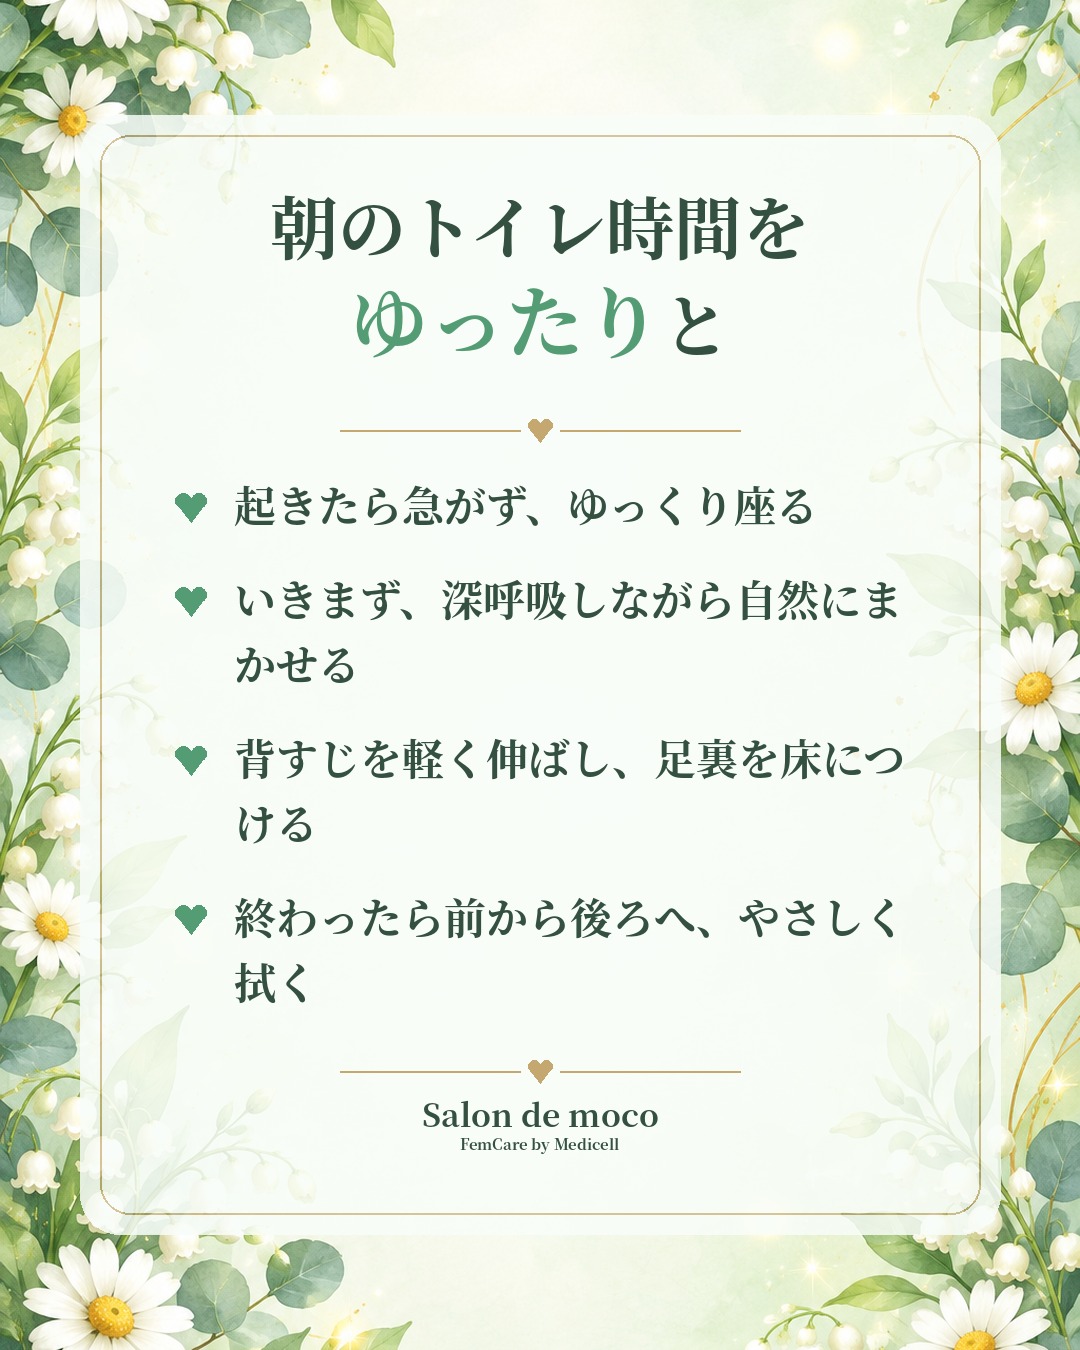 朝のトイレ時間を
ゆったりと
起きたら急がず、ゆっくり座る
いきまず、深呼吸しながら自然にま
かせる
背すじを軽く伸ばし、足裏を床につ
ける
終わったら前から後ろへ、やさしく
拭く
Salon de moco
FemCare by Medicell